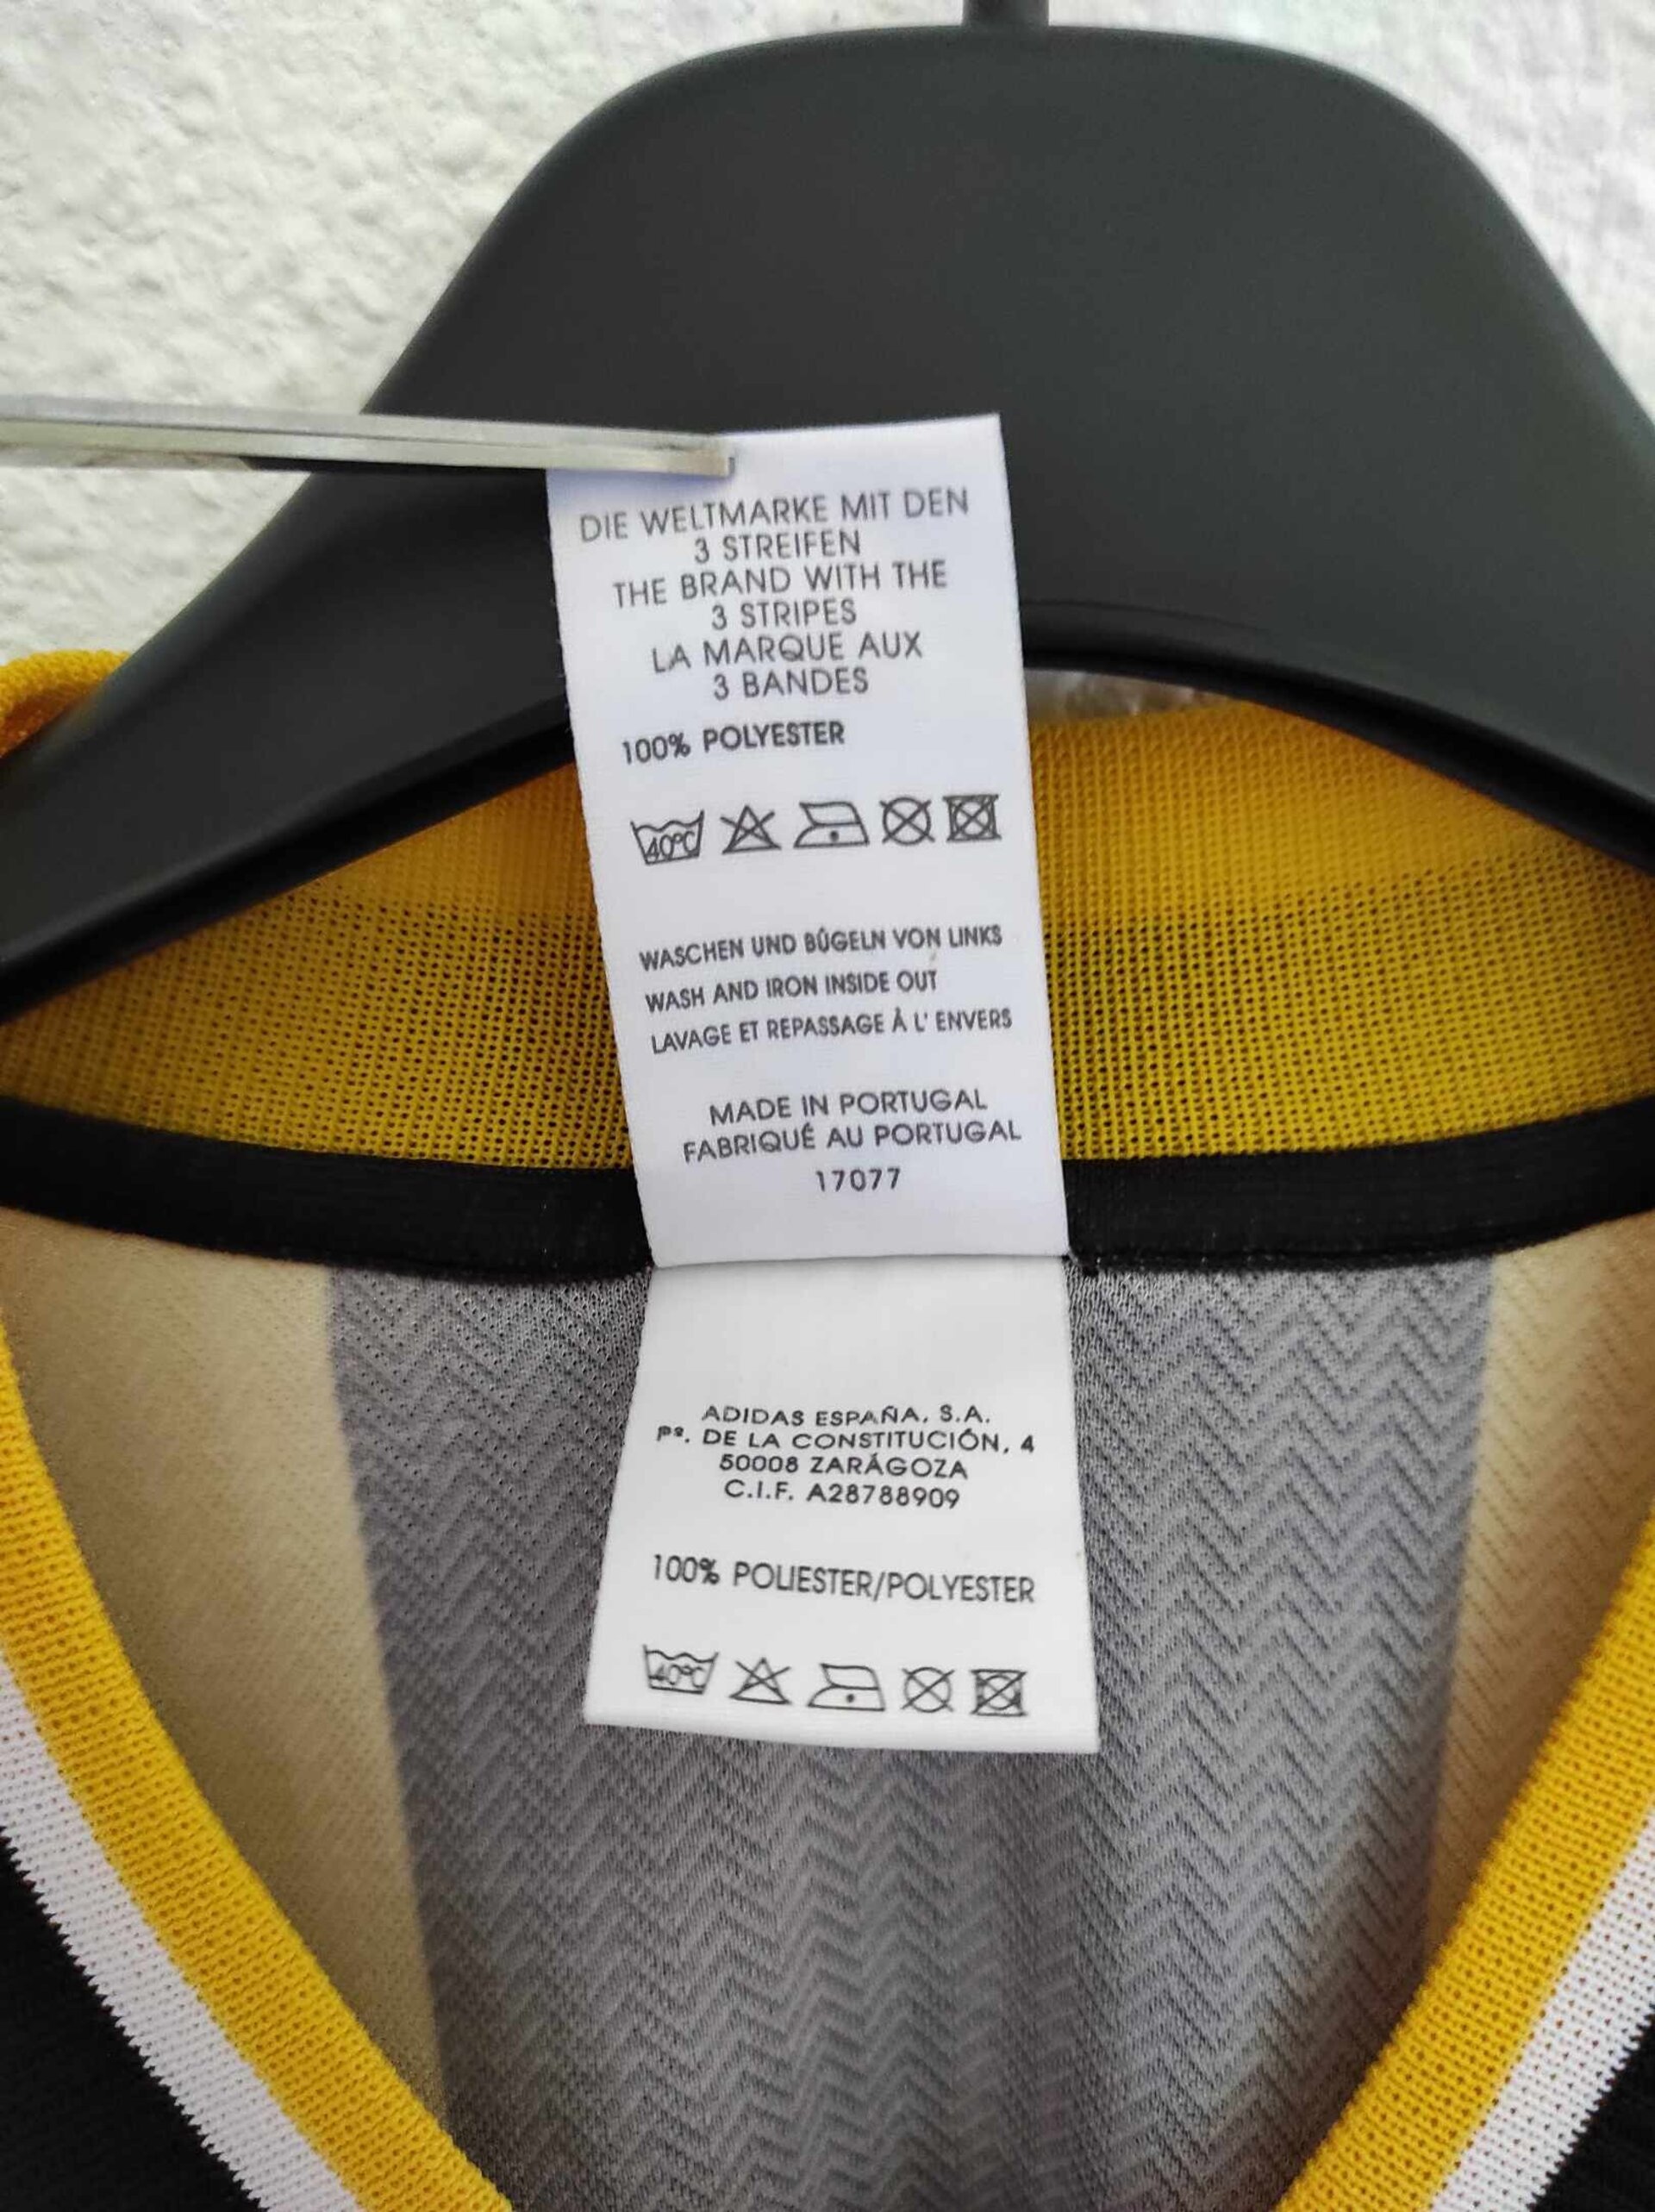 DIE WELTMARKE MIT DEN
3 STREIFEN
THE BRAND WITH THE
3 STRIPES
LA MARQUE AUX
3 BANDES
100% POLYESTER
40°C
WASCHEN UND BÛGELN VON LINKS
WASH AND IRON INSIDE OUT
LAVAGE ET REPASSAGE À L' ENVERS
MADE IN PORTUGAL
FABRIQUÉ AU PORTUGAL
17077
ADIDAS ESPAÑA, S.A.
Pº. DE LA CONSTITUCIÓN, 4
50008 ZARÁGOZA
C.I.F. A28788909
100% POLIESTER/POLYESTER
40°C